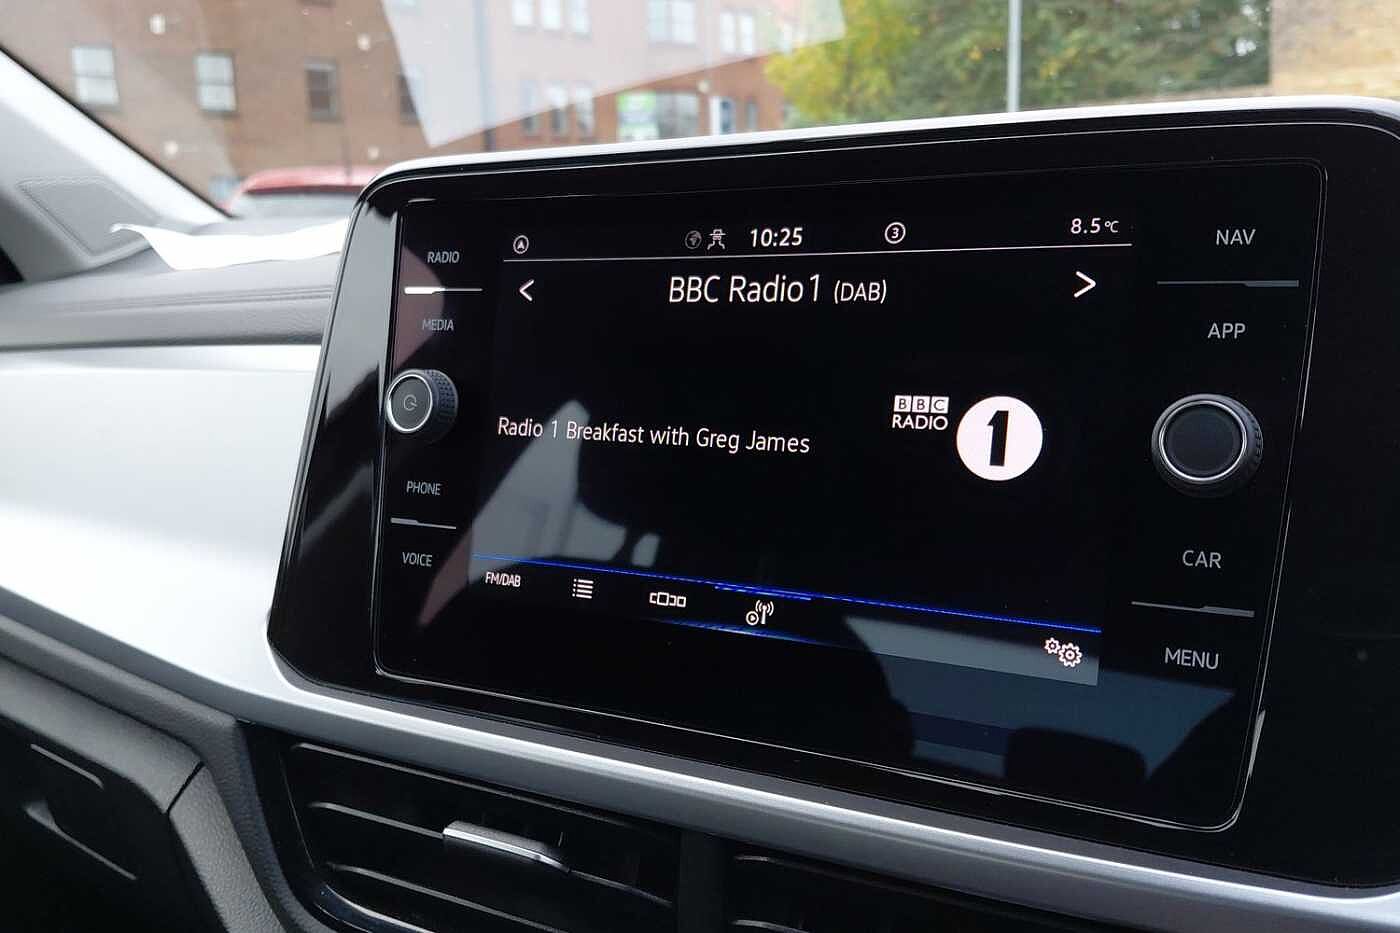 10:25
3
8.5°C
RADIO
MEDIA
PHONE
VOICE
< BBC Radio 1 (DAB) >
Radio 1 Breakfast with Greg James
BBC
RADIO
1
FM/DAB
NAV
APP
CAR
MENU